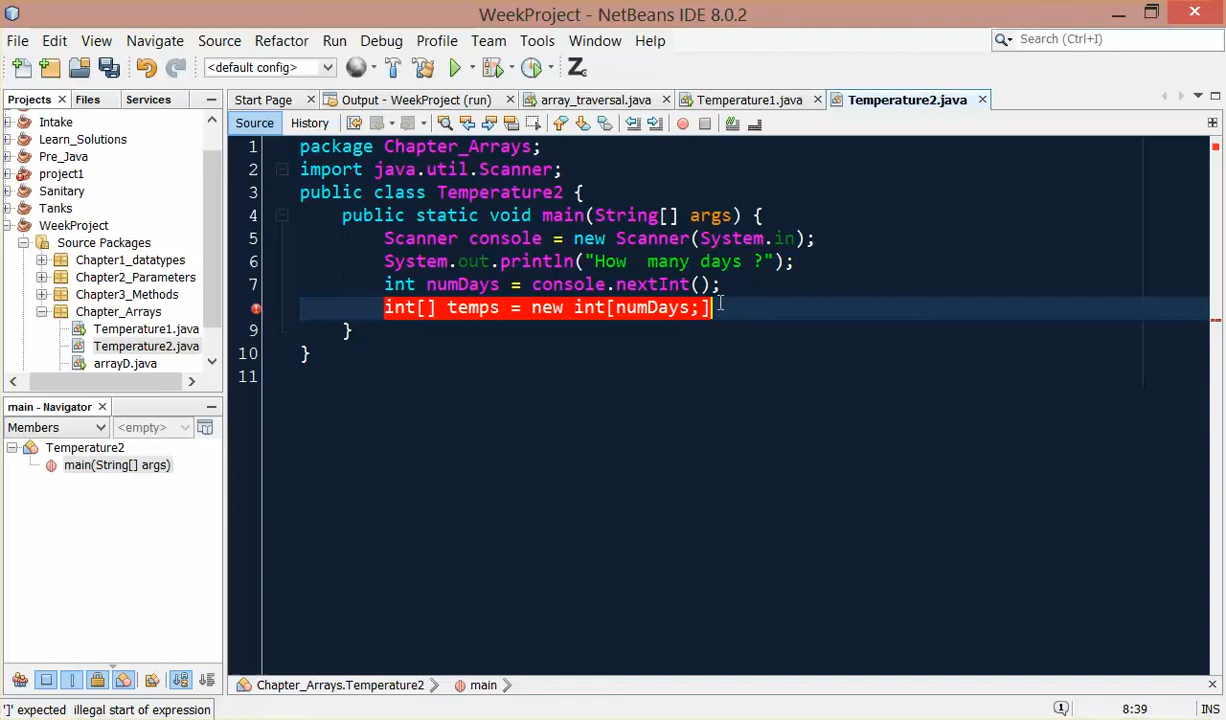 WeekProject - NetBeans IDE 8.0.2
File Edit View Navigate Source Refactor Run Debug Profile Team Tools Window Help
Search (Ctrl+I)
<default config>
Projects Files Services
Start Page Output - WeekProject (run) array_traversal.java Temperature1.java Temperature2.java
Source History
Intake
Learn_Solutions
Pre_Java
project1
Sanitary
Tanks
WeekProject
Source Packages
Chapter1_datatypes
Chapter2_Parameters
Chapter3_Methods
Chapter_Arrays
Temperature1.java
Temperature2.java
arrayD.java
1 package Chapter_Arrays;
2 import java.util.Scanner;
3 public class Temperature2 {
4 public static void main(String[] args) {
5 Scanner console = new Scanner(System.in);
6 System.out.println("How  many days ?");
7 int numDays = console.nextInt();
int[] temps = new int[numDays;]
9 }
10 }
11
main - Navigator
Members <empty>
Temperature2
main(String[] args)
Chapter_Arrays.Temperature2 main
']' expected illegal start of expression
1
8:39
INS